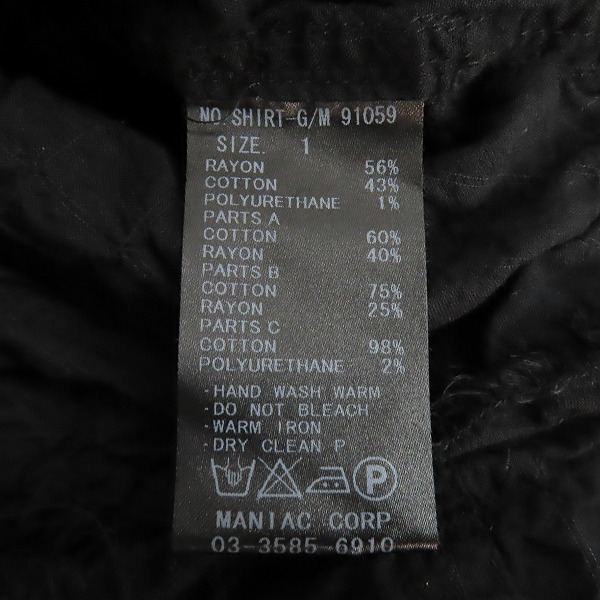 NO. SHIRT-G/M 91059
SIZE. 1
RAYON 56%
COTTON 43%
POLYURETHANE 1%
PARTS A
COTTON 60%
RAYON 40%
PARTS B
COTTON 75%
RAYON 25%
PARTS C
COTTON 98%
POLYURETHANE 2%
·HAND WASH WARM
·DO NOT BLEACH
·WARM IRON
·DRY CLEAN P
P
MANIAC CORP
03-3585-6910